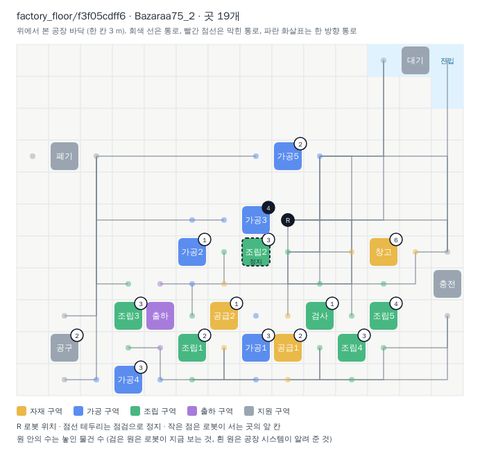 factory_floor/f3f05cdff6 · Bazaraa75_2 · 곳 19개
위에서 본 공장 바닥 (한 칸 3 m). 회색 선은 통로, 빨간 점선은 막힌 통로, 파란 화살표는 한 방향 통로
대기
진입
폐기
가공5
2
가공3
4
R
가공2
1
조립2
3
정지
창고
6
충전
조립3
3
출하
공급2
1
검사
1
조립5
4
공구
2
조립1
2
가공1
2
공급1
2
조립4
3
가공4
4
자재 구역
가공 구역
조립 구역
출하 구역
지원 구역
R 로봇 위치 · 점선 테두리는 점검으로 정지 · 작은 점은 로봇이 서는 곳의 앞 칸
원 안의 수는 놓인 물건 수 (검은 원은 로봇이 지금 보는 것, 흰 원은 공장 시스템이 알려 준 것)